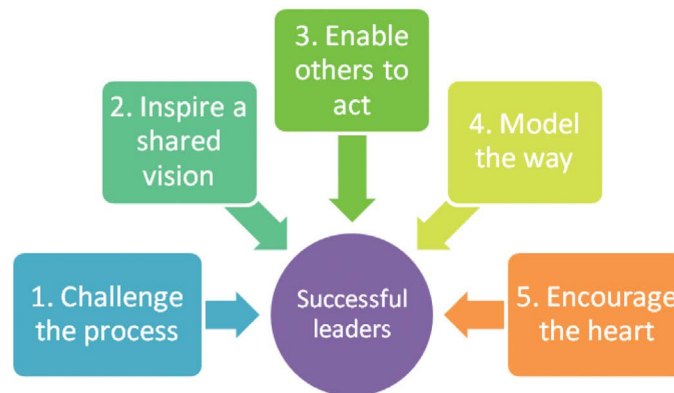 1. Challenge
the process
2. Inspire a
shared
vision
3. Enable
others to
act
4. Model
the way
5. Encourage
the heart
Successful
leaders